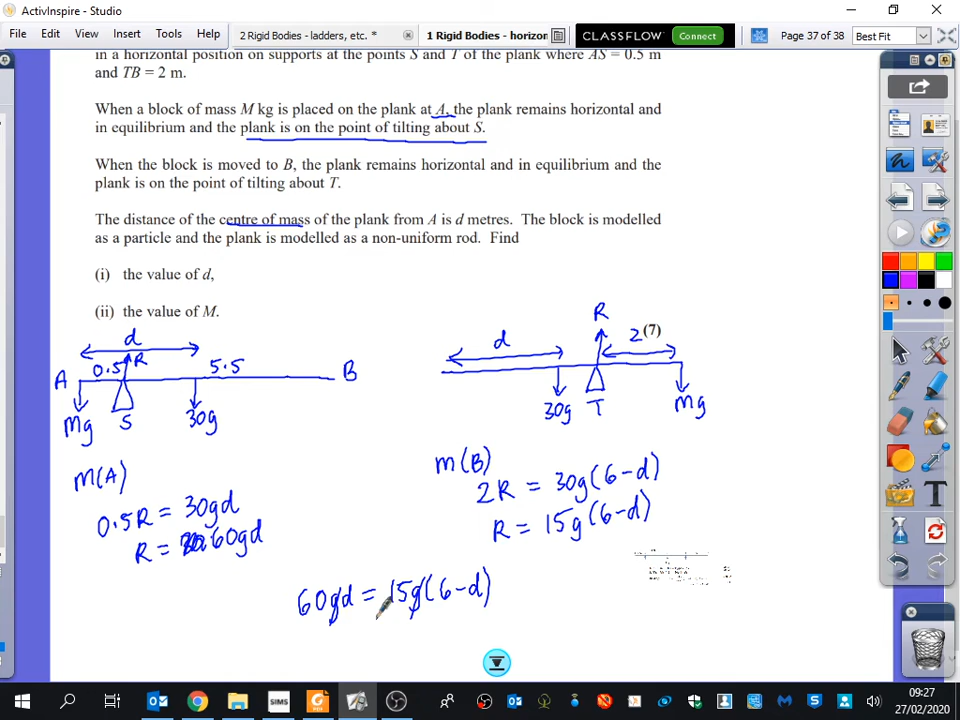 ActivInspire - Studio
File Edit View Insert Tools Help
2 Rigid Bodies - ladders, etc. *
1 Rigid Bodies - horizon
CLASSFLOW Connect
Page 37 of 38
Best Fit
in a horizontal position on supports at the points S and T of the plank where AS = 0.5 m
and TB = 2 m.
When a block of mass M kg is placed on the plank at A, the plank remains horizontal and
in equilibrium and the plank is on the point of tilting about S.
When the block is moved to B, the plank remains horizontal and in equilibrium and the
plank is on the point of tilting about T.
The distance of the centre of mass of the plank from A is d metres. The block is modelled
as a particle and the plank is modelled as a non-uniform rod. Find
(i) the value of d,
(ii) the value of M.
(7)
d
0.5 R 5.5
A B
Mg S 30g
R
d 2
30g T Mg
M(A)
0.5R = 30gd
R = 60gd
M(B)
2R = 30g(6-d)
R = 15g(6-d)
60gd = 15g(6-d)
T
SIMS
09:27
27/02/2020